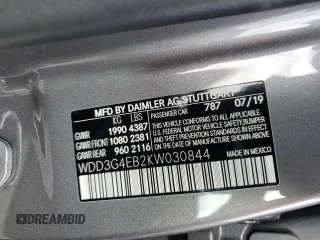 MFD. BY DAIMLER AG STUTTGART
KG LBS PASSENGER CAR 787 07/19
GVWR 1990 4387 THIS VEHICLE CONFORMS TO ALL APPLICABLE
GAWR FRONT 1080 2381 U.S. FEDERAL MOTOR VEHICLE SAFETY, BUMPER,
GAWR REAR 960 2116 AND THEFT PREVENTION STANDARDS IN EFFECT
ON THE DATE OF MANUFACTURE SHOWN ABOVE.
WDD3G4EB2KW030844 MADE IN MEXICO
DREAMBID